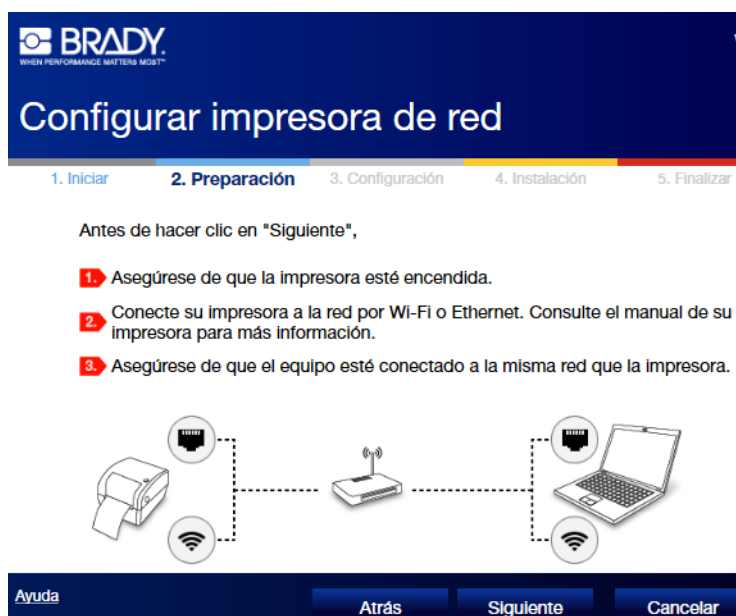 BRADY.
WHEN PERFORMANCE MATTERS MOST™
Configurar impresora de red
1. Iniciar
2. Preparación
3. Configuración
4. Instalación
5. Finalizar
Antes de hacer clic en "Siguiente",
1. Asegúrese de que la impresora esté encendida.
2. Conecte su impresora a la red por Wi-Fi o Ethernet. Consulte el manual de su
impresora para más información.
3. Asegúrese de que el equipo esté conectado a la misma red que la impresora.
Ayuda
Atrás
Siguiente
Cancelar